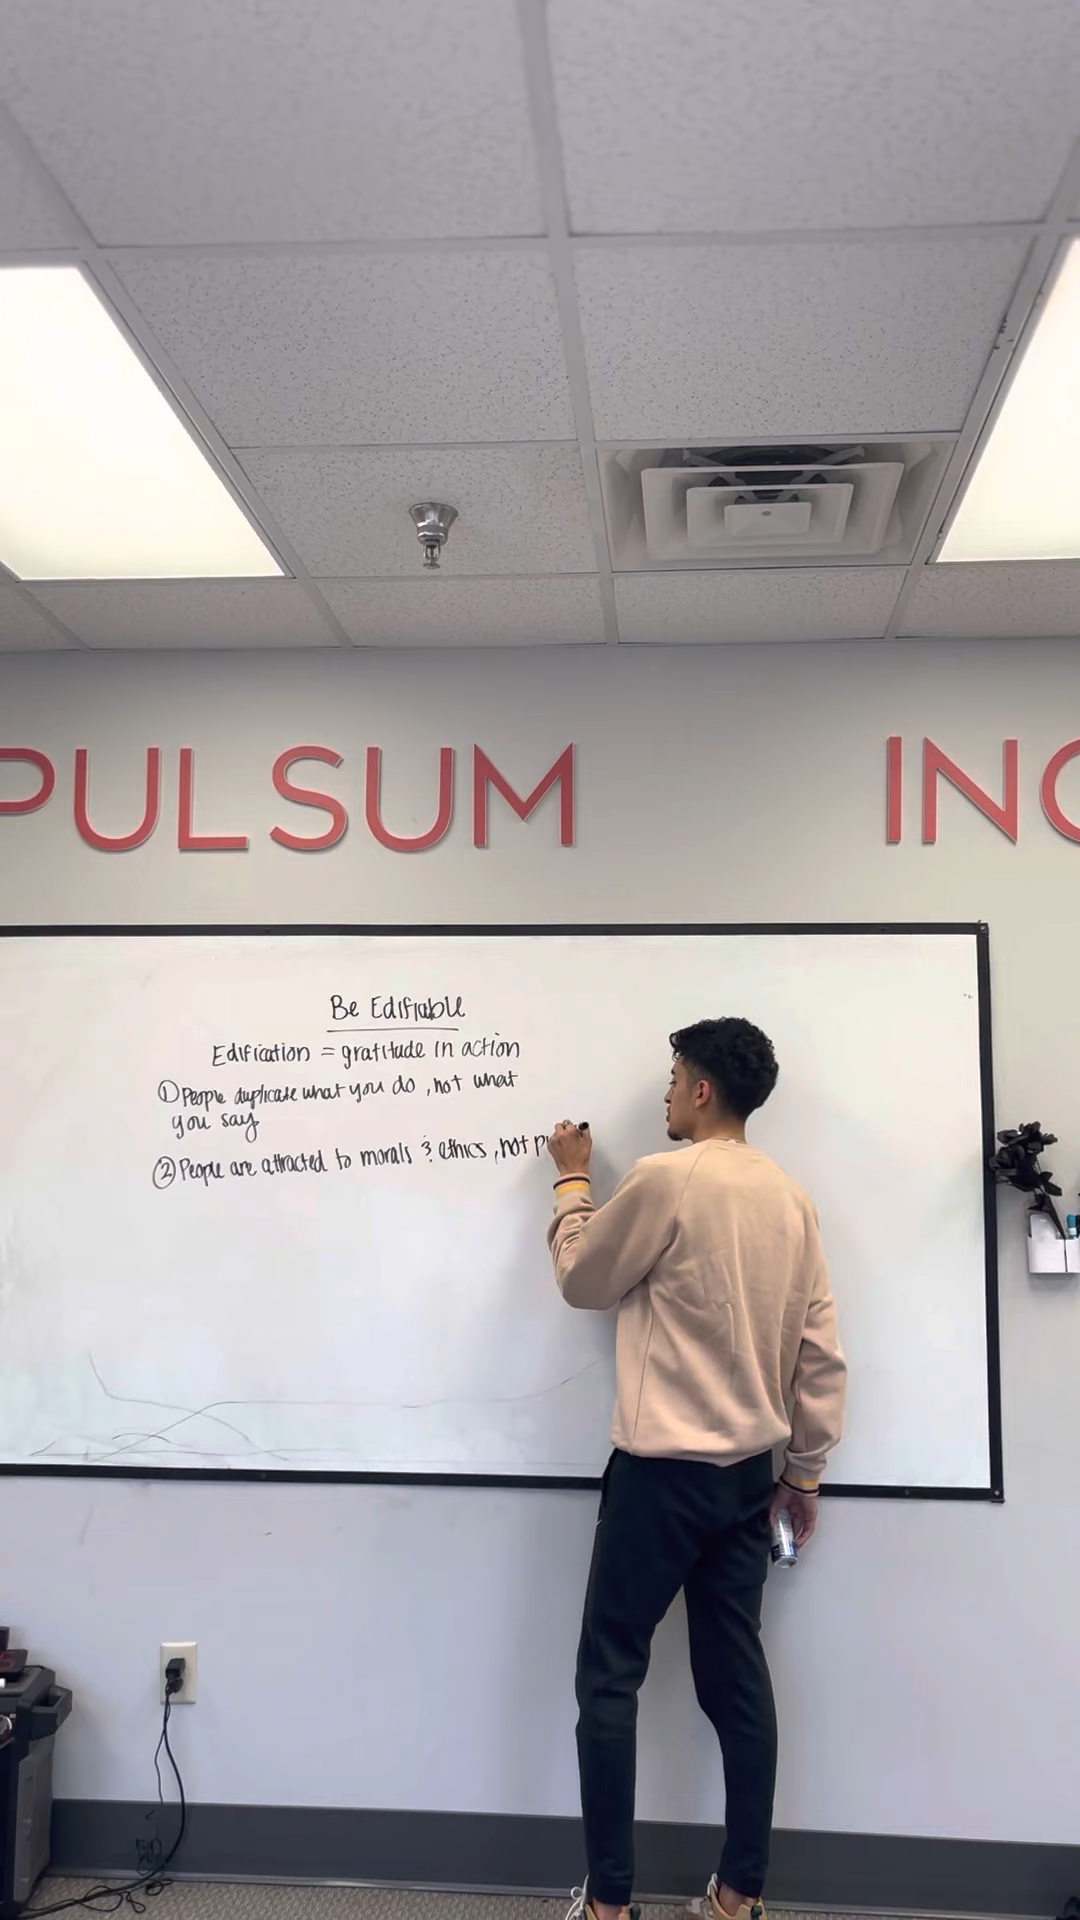 PULSUM INC
Be Edifiable
Edification = gratitude in action
① People duplicate what you do, not what
you say
② People are attracted to morals & ethics, not p